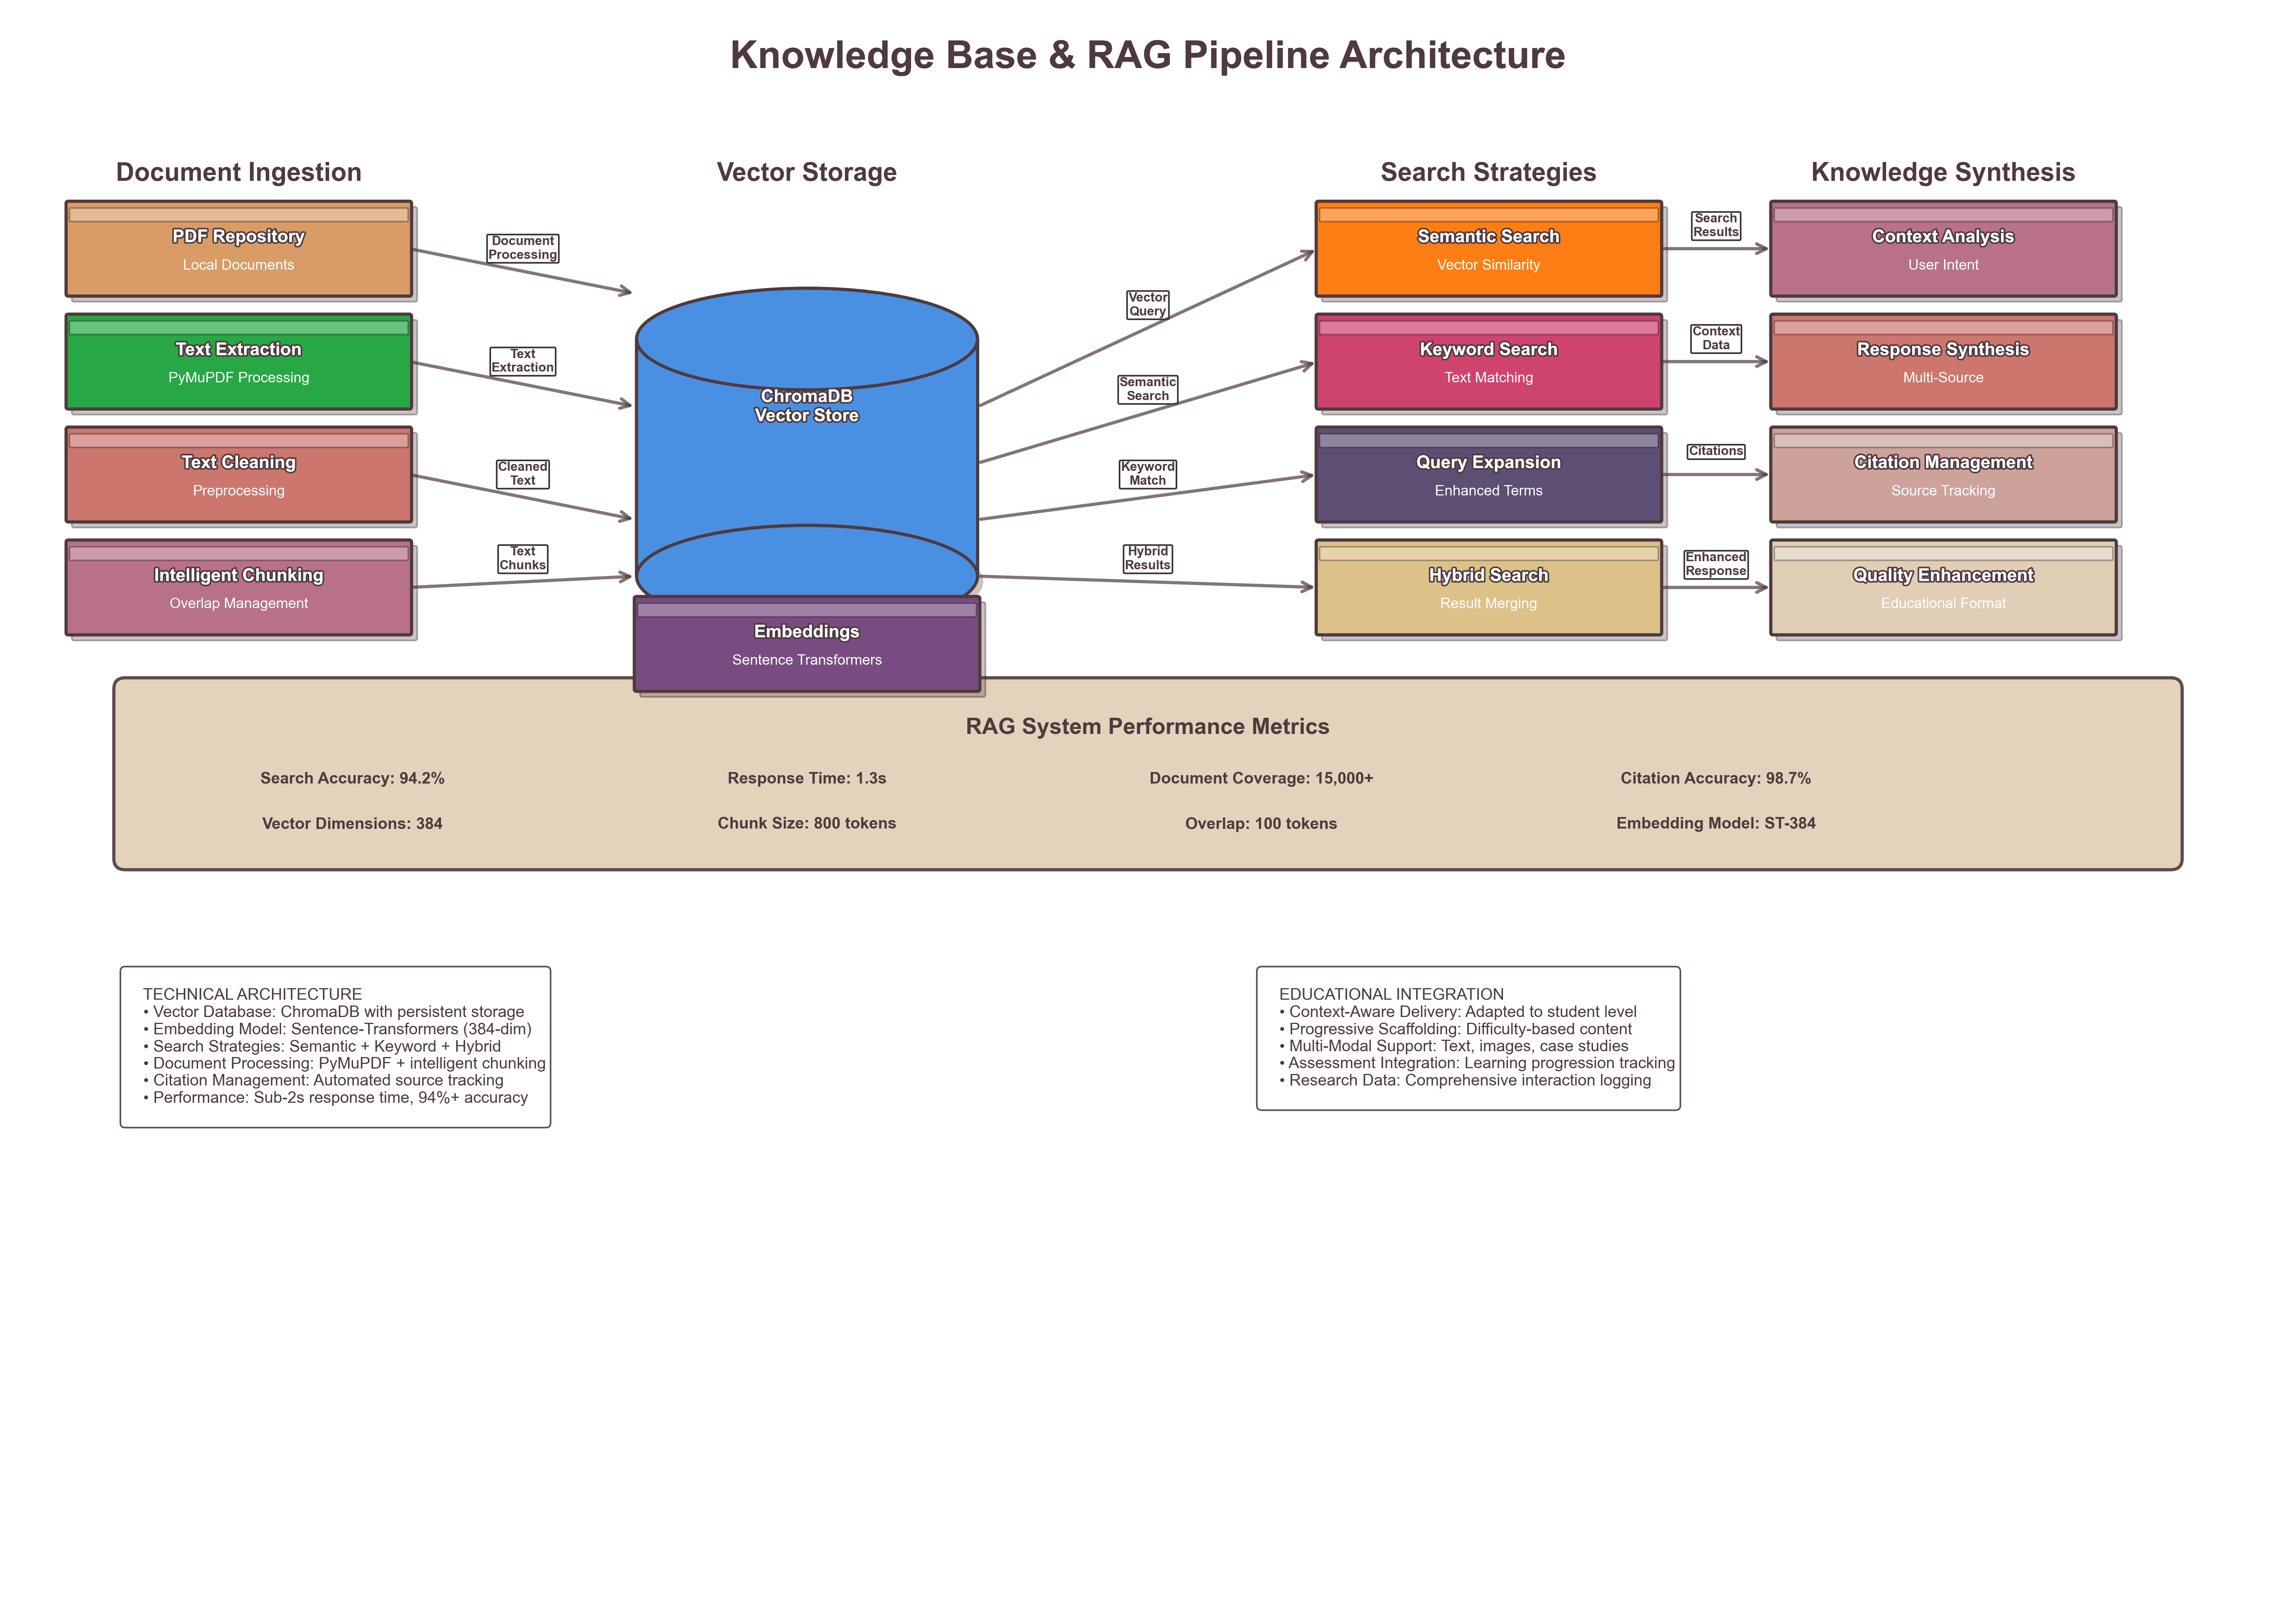 Knowledge Base & RAG Pipeline Architecture
Document Ingestion
Vector Storage
Search Strategies
Knowledge Synthesis
PDF Repository
Local Documents
Text Extraction
PyMuPDF Processing
Text Cleaning
Preprocessing
Intelligent Chunking
Overlap Management
Document
Processing
Text
Extraction
Cleaned
Text
Text
Chunks
ChromaDB
Vector Store
Embeddings
Sentence Transformers
Vector
Query
Semantic
Search
Keyword
Match
Hybrid
Results
Semantic Search
Vector Similarity
Keyword Search
Text Matching
Query Expansion
Enhanced Terms
Hybrid Search
Result Merging
Search
Results
Context
Data
Citations
Enhanced
Response
Context Analysis
User Intent
Response Synthesis
Multi-Source
Citation Management
Source Tracking
Quality Enhancement
Educational Format
RAG System Performance Metrics
Search Accuracy: 94.2%
Response Time: 1.3s
Document Coverage: 15,000+
Citation Accuracy: 98.7%
Vector Dimensions: 384
Chunk Size: 800 tokens
Overlap: 100 tokens
Embedding Model: ST-384
TECHNICAL ARCHITECTURE
• Vector Database: ChromaDB with persistent storage
• Embedding Model: Sentence-Transformers (384-dim)
• Search Strategies: Semantic + Keyword + Hybrid
• Document Processing: PyMuPDF + intelligent chunking
• Citation Management: Automated source tracking
• Performance: Sub-2s response time, 94%+ accuracy
EDUCATIONAL INTEGRATION
• Context-Aware Delivery: Adapted to student level
• Progressive Scaffolding: Difficulty-based content
• Multi-Modal Support: Text, images, case studies
• Assessment Integration: Learning progression tracking
• Research Data: Comprehensive interaction logging